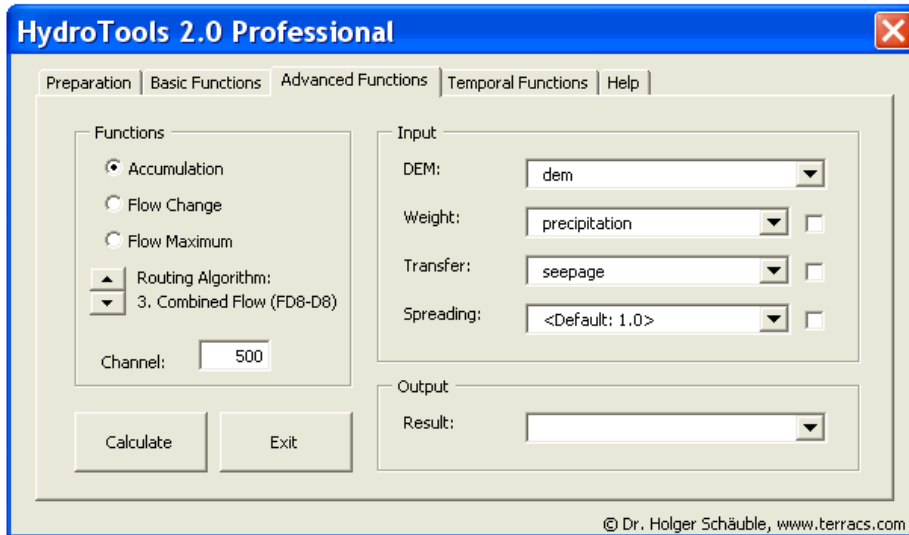 HydroTools 2.0 Professional
Preparation
Basic Functions
Advanced Functions
Temporal Functions
Help
Functions
Accumulation
Flow Change
Flow Maximum
Routing Algorithm:
3. Combined Flow (FD8-D8)
Channel: 500
Calculate
Exit
Input
DEM: dem
Weight: precipitation
Transfer: seepage
Spreading: <Default: 1.0>
Output
Result:
© Dr. Holger Schäuble, www.terracs.com